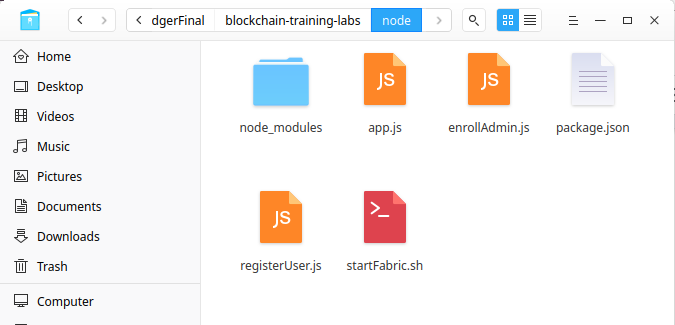 dgerFinal blockchain-training-labs node
Home
Desktop
Videos
Music
Pictures
Documents
Downloads
Trash
Computer
JS JS
node_modules app.js enrollAdmin.js package.json
JS >_
registerUser.js startFabric.sh